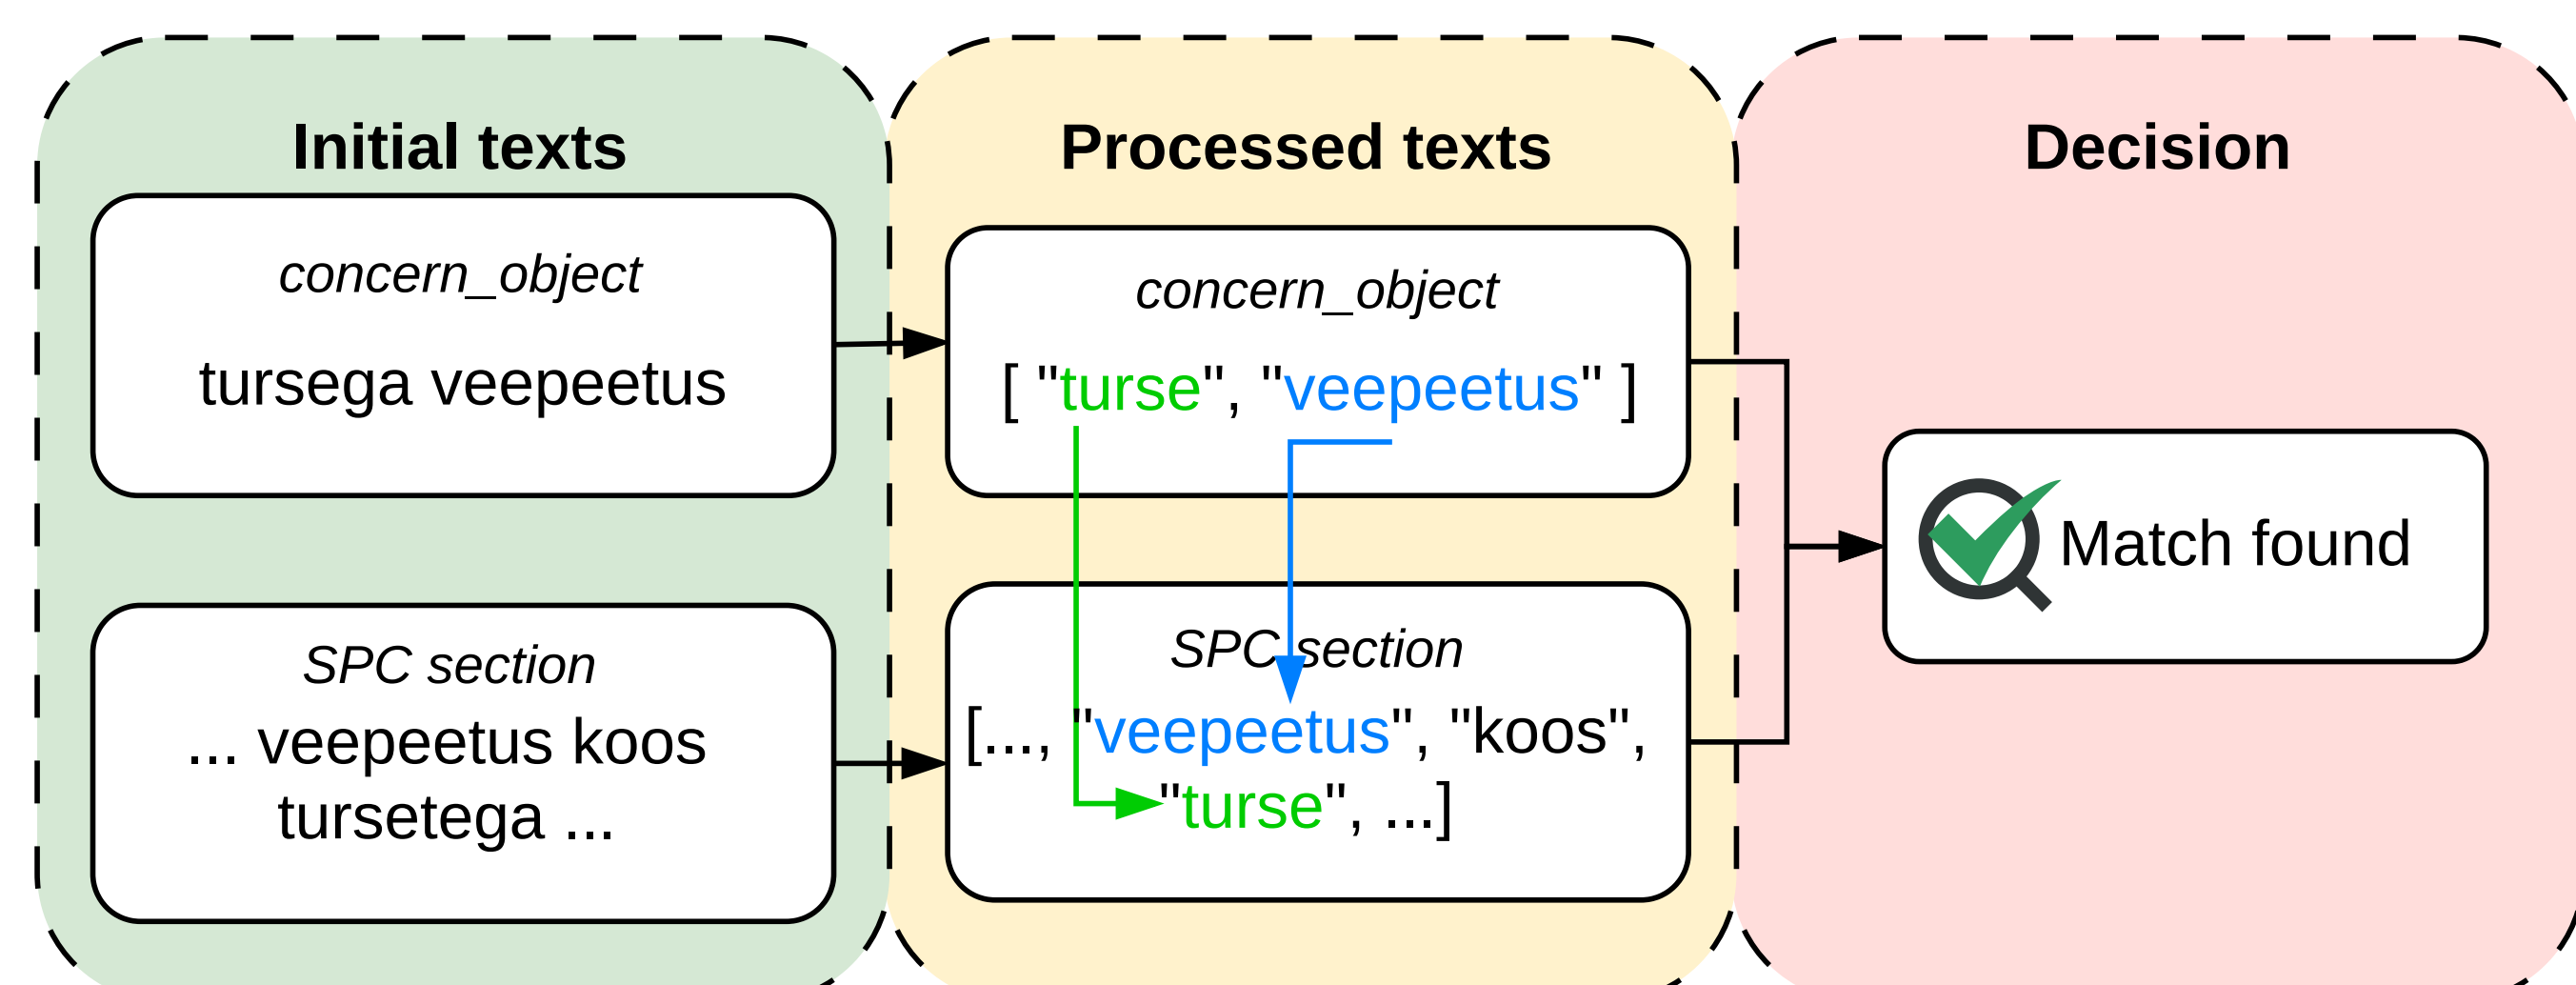 Initial texts
concern_object
tursega veepeetus
SPC section
... veepeetus koos
tursetega ...
Processed texts
concern_object
[ "turse", "veepeetus" ]
SPC section
[..., "veepeetus", "koos",
"turse", ...]
Decision
Match found